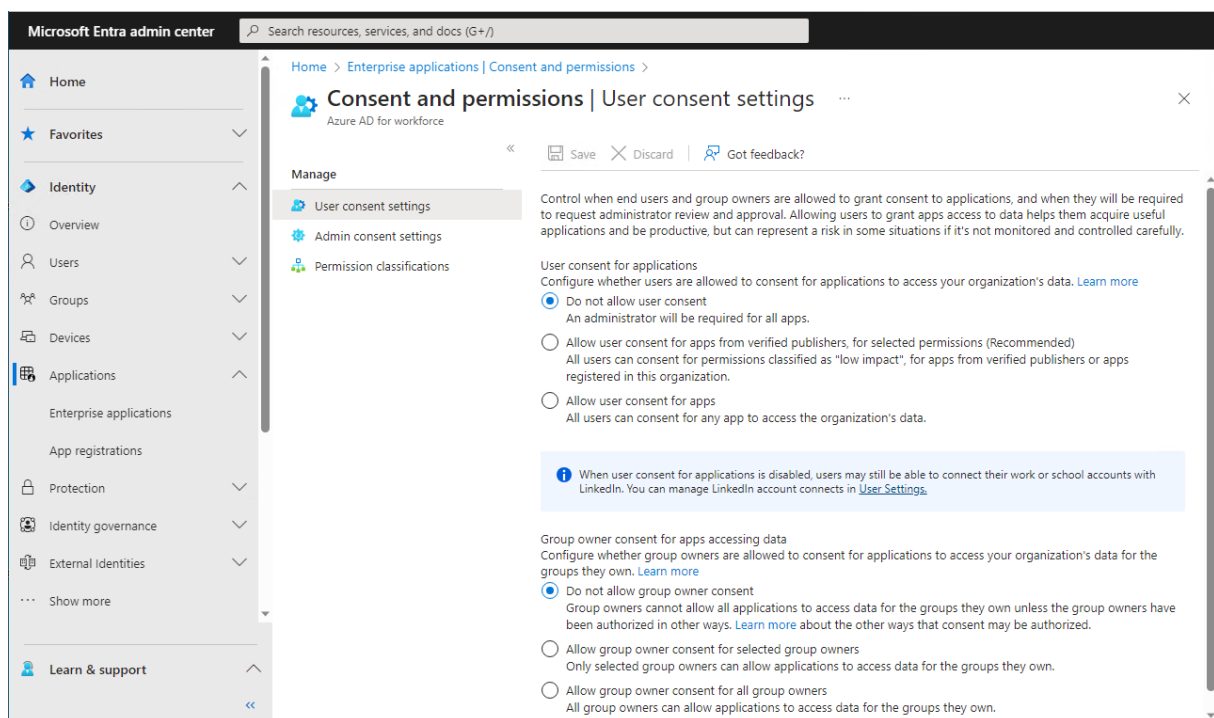 Microsoft Entra admin center
Search resources, services, and docs (G+/)
Home
Favorites
Identity
Overview
Users
Groups
Devices
Applications
Enterprise applications
App registrations
Protection
Identity governance
External Identities
Show more
Learn & support
Home > Enterprise applications | Consent and permissions >
Consent and permissions | User consent settings
Azure AD for workforce
Manage
User consent settings
Admin consent settings
Permission classifications
Save Discard Got feedback?
Control when end users and group owners are allowed to grant consent to applications, and when they will be required
to request administrator review and approval. Allowing users to grant apps access to data helps them acquire useful
applications and be productive, but can represent a risk in some situations if it's not monitored and controlled carefully.
User consent for applications
Configure whether users are allowed to consent for applications to access your organization's data. Learn more
Do not allow user consent
An administrator will be required for all apps.
Allow user consent for apps from verified publishers, for selected permissions (Recommended)
All users can consent for permissions classified as "low impact", for apps from verified publishers or apps
registered in this organization.
Allow user consent for apps
All users can consent for any app to access the organization's data.
When user consent for applications is disabled, users may still be able to connect their work or school accounts with
LinkedIn. You can manage LinkedIn account connects in User Settings.
Group owner consent for apps accessing data
Configure whether group owners are allowed to consent for applications to access your organization's data for the
groups they own. Learn more
Do not allow group owner consent
Group owners cannot allow all applications to access data for the groups they own unless the group owners have
been authorized in other ways. Learn more about the other ways that consent may be authorized.
Allow group owner consent for selected group owners
Only selected group owners can allow applications to access data for the groups they own.
Allow group owner consent for all group owners
All group owners can allow applications to access data for the groups they own.